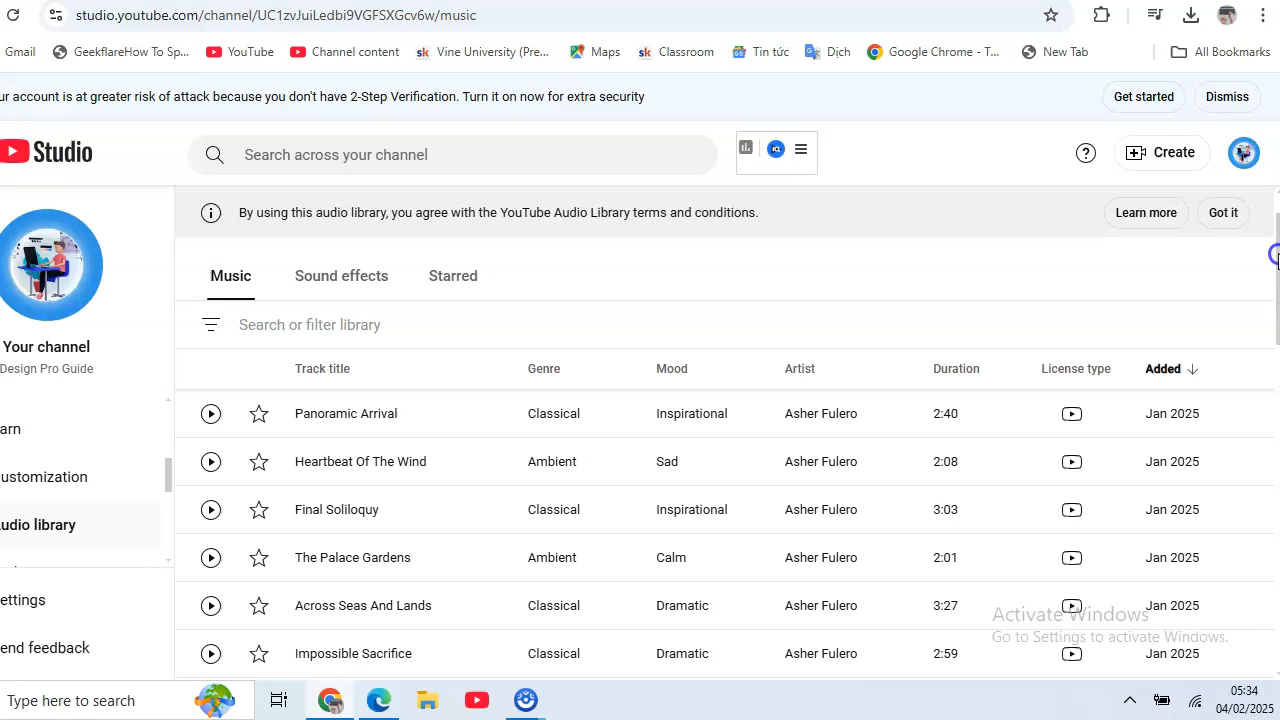 studio.youtube.com/channel/UC1zvJuiLedbi9VGFSXGcv6w/music
Gmail GeekflareHow To Sp... YouTube Channel content Vine University (Pre... Maps Classroom Tin tức Dịch Google Chrome - T... New Tab All Bookmarks
ur account is at greater risk of attack because you don't have 2-Step Verification. Turn it on now for extra security Get started Dismiss
Studio Search across your channel Create
By using this audio library, you agree with the YouTube Audio Library terms and conditions. Learn more Got it
Music Sound effects Starred
Search or filter library
Your channel
Design Pro Guide
arn
ustomization
udio library
ettings
end feedback
Track title Genre Mood Artist Duration License type Added
Panoramic Arrival Classical Inspirational Asher Fulero 2:40 Jan 2025
Heartbeat Of The Wind Ambient Sad Asher Fulero 2:08 Jan 2025
Final Soliloquy Classical Inspirational Asher Fulero 3:03 Jan 2025
The Palace Gardens Ambient Calm Asher Fulero 2:01 Jan 2025
Across Seas And Lands Classical Dramatic Asher Fulero 3:27 Jan 2025
Impossible Sacrifice Classical Dramatic Asher Fulero 2:59 Jan 2025
Activate Windows
Go to Settings to activate Windows.
Type here to search
05:34
04/02/2025